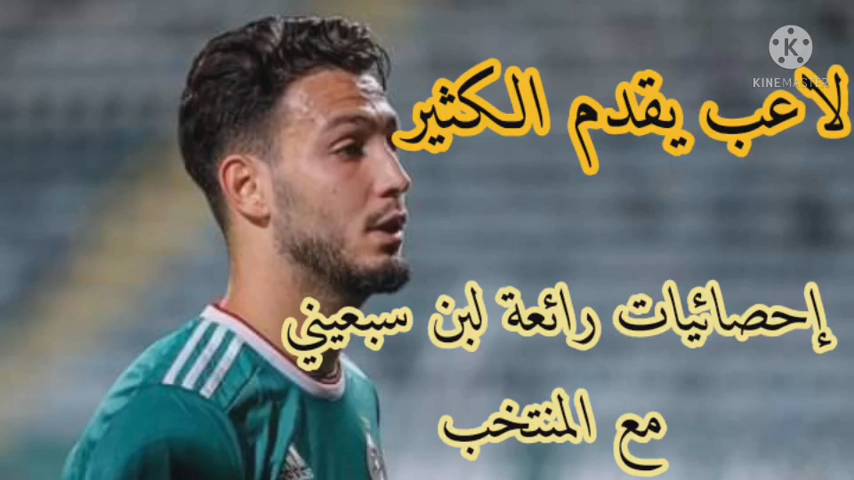 K
KINEMASTER
لاعب يقدم الكثير
إحصائيات رائعة لبن سبعيني
مع المنتخب